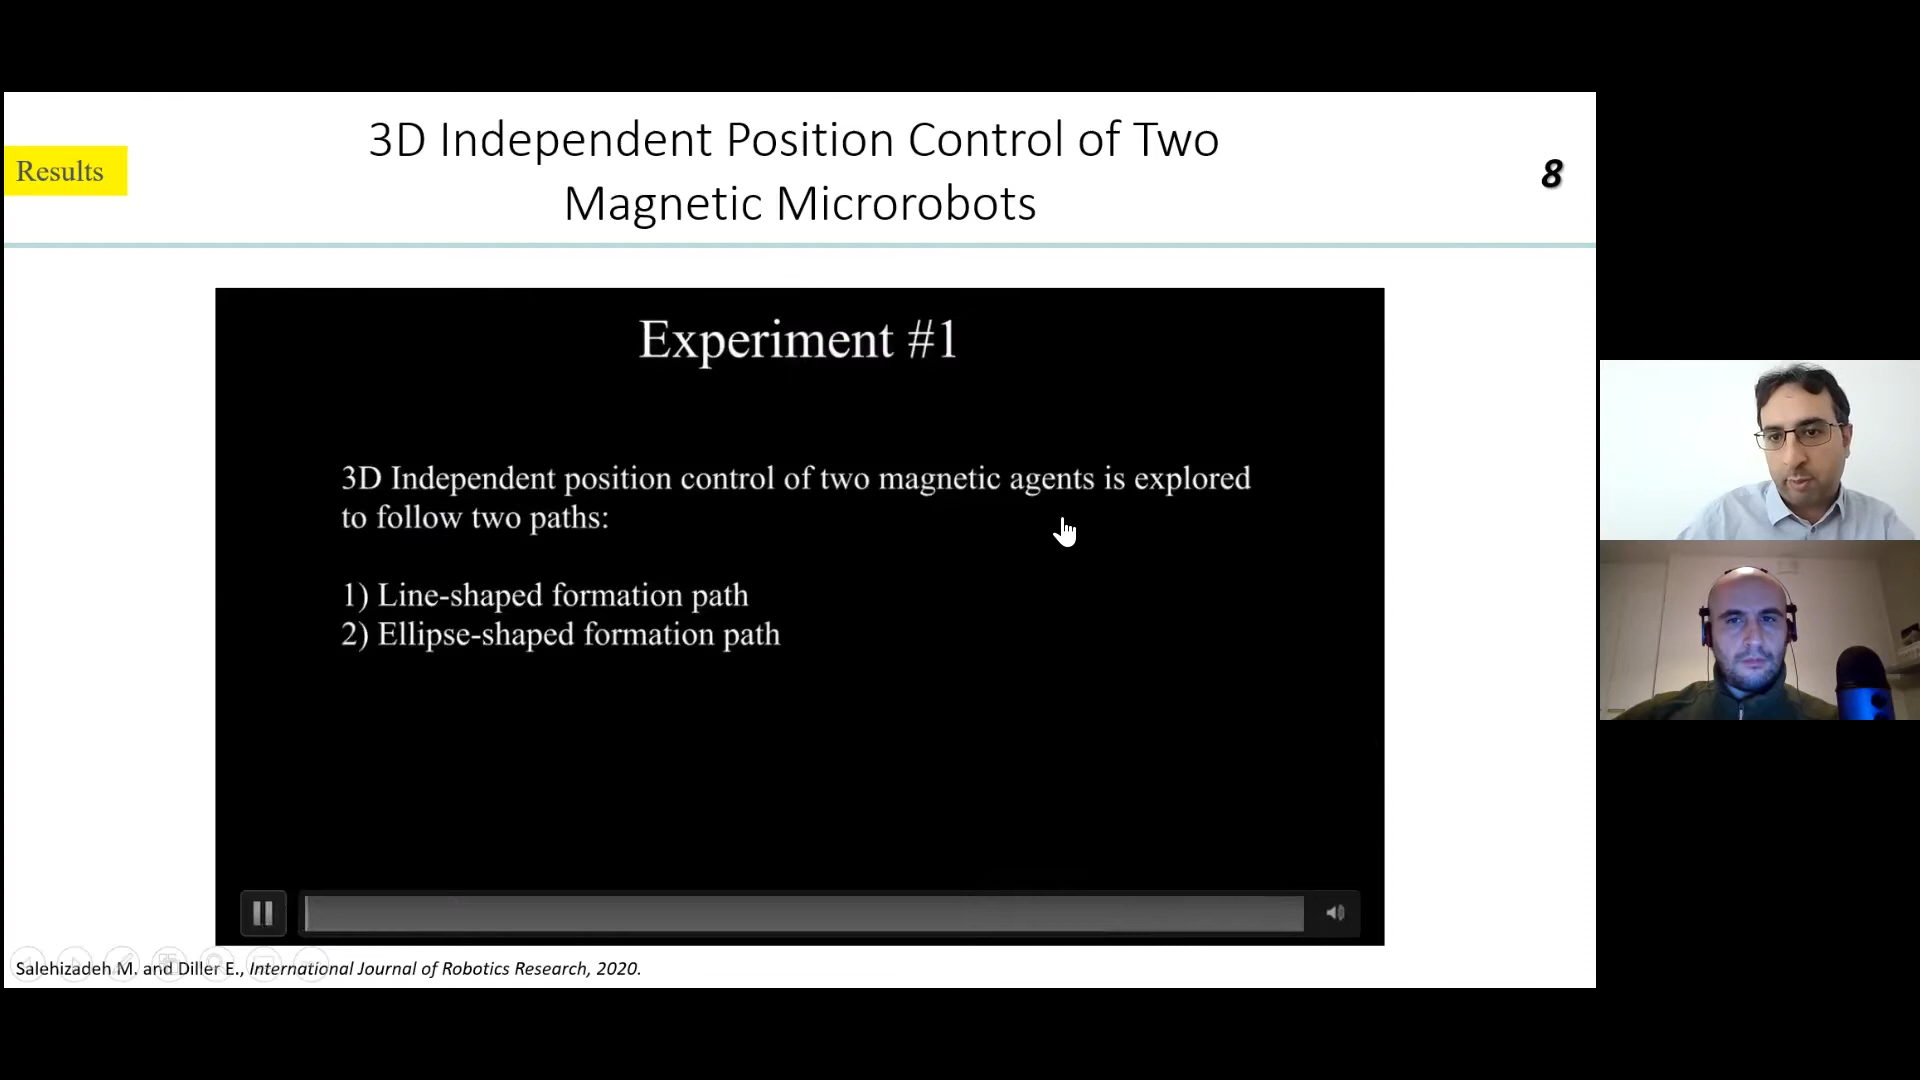 3D Independent Position Control of Two
Magnetic Microrobots
Results
8
Experiment #1
3D Independent position control of two magnetic agents is explored
to follow two paths:
1) Line-shaped formation path
2) Ellipse-shaped formation path
Salehizadeh M. and Diller E., International Journal of Robotics Research, 2020.